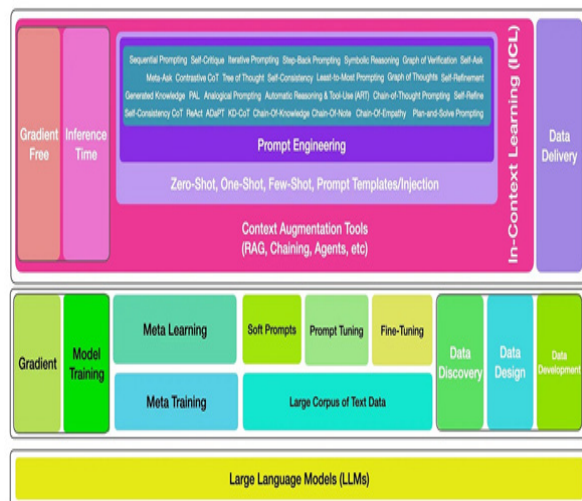 Sequential Prompting Self-Critique Iterative Prompting Step-Back Prompting Symbolic Reasoning Graph of Verification Self-Ask
Meta-Ask Contrastive CoT Tree of Thought Self-Consistency Least-to-Most Prompting Graph of Thoughts Self-Refinement
Generated Knowledge PAL Analogical Prompting Automatic Reasoning & Tool-Use (ART) Chain-of-Thought Prompting Self-Refine
Self-Consistency CoT ReAct ADaPT KD-CoT Chain-Of-Knowledge Chain-Of-Note Chain-Of-Empathy Plan-and-Solve Prompting
Prompt Engineering
Zero-Shot, One-Shot, Few-Shot, Prompt Templates/Injection
Context Augmentation Tools
(RAG, Chaining, Agents, etc)
Gradient
Free
Inference
Time
In-Context Learning (ICL)
Data
Delivery
Gradient
Model
Training
Meta Learning
Soft Prompts
Prompt Tuning
Fine-Tuning
Meta Training
Large Corpus of Text Data
Data
Discovery
Data
Design
Data
Development
Large Language Models (LLMs)